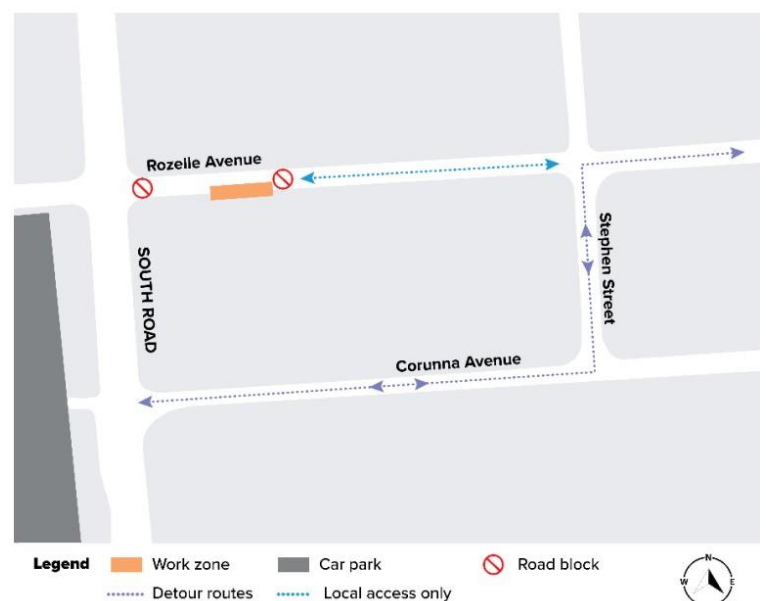 Rozelle Avenue
SOUTH ROAD
Stephen Street
Corunna Avenue
Legend Work zone Car park Road block
Detour routes Local access only
N
W E